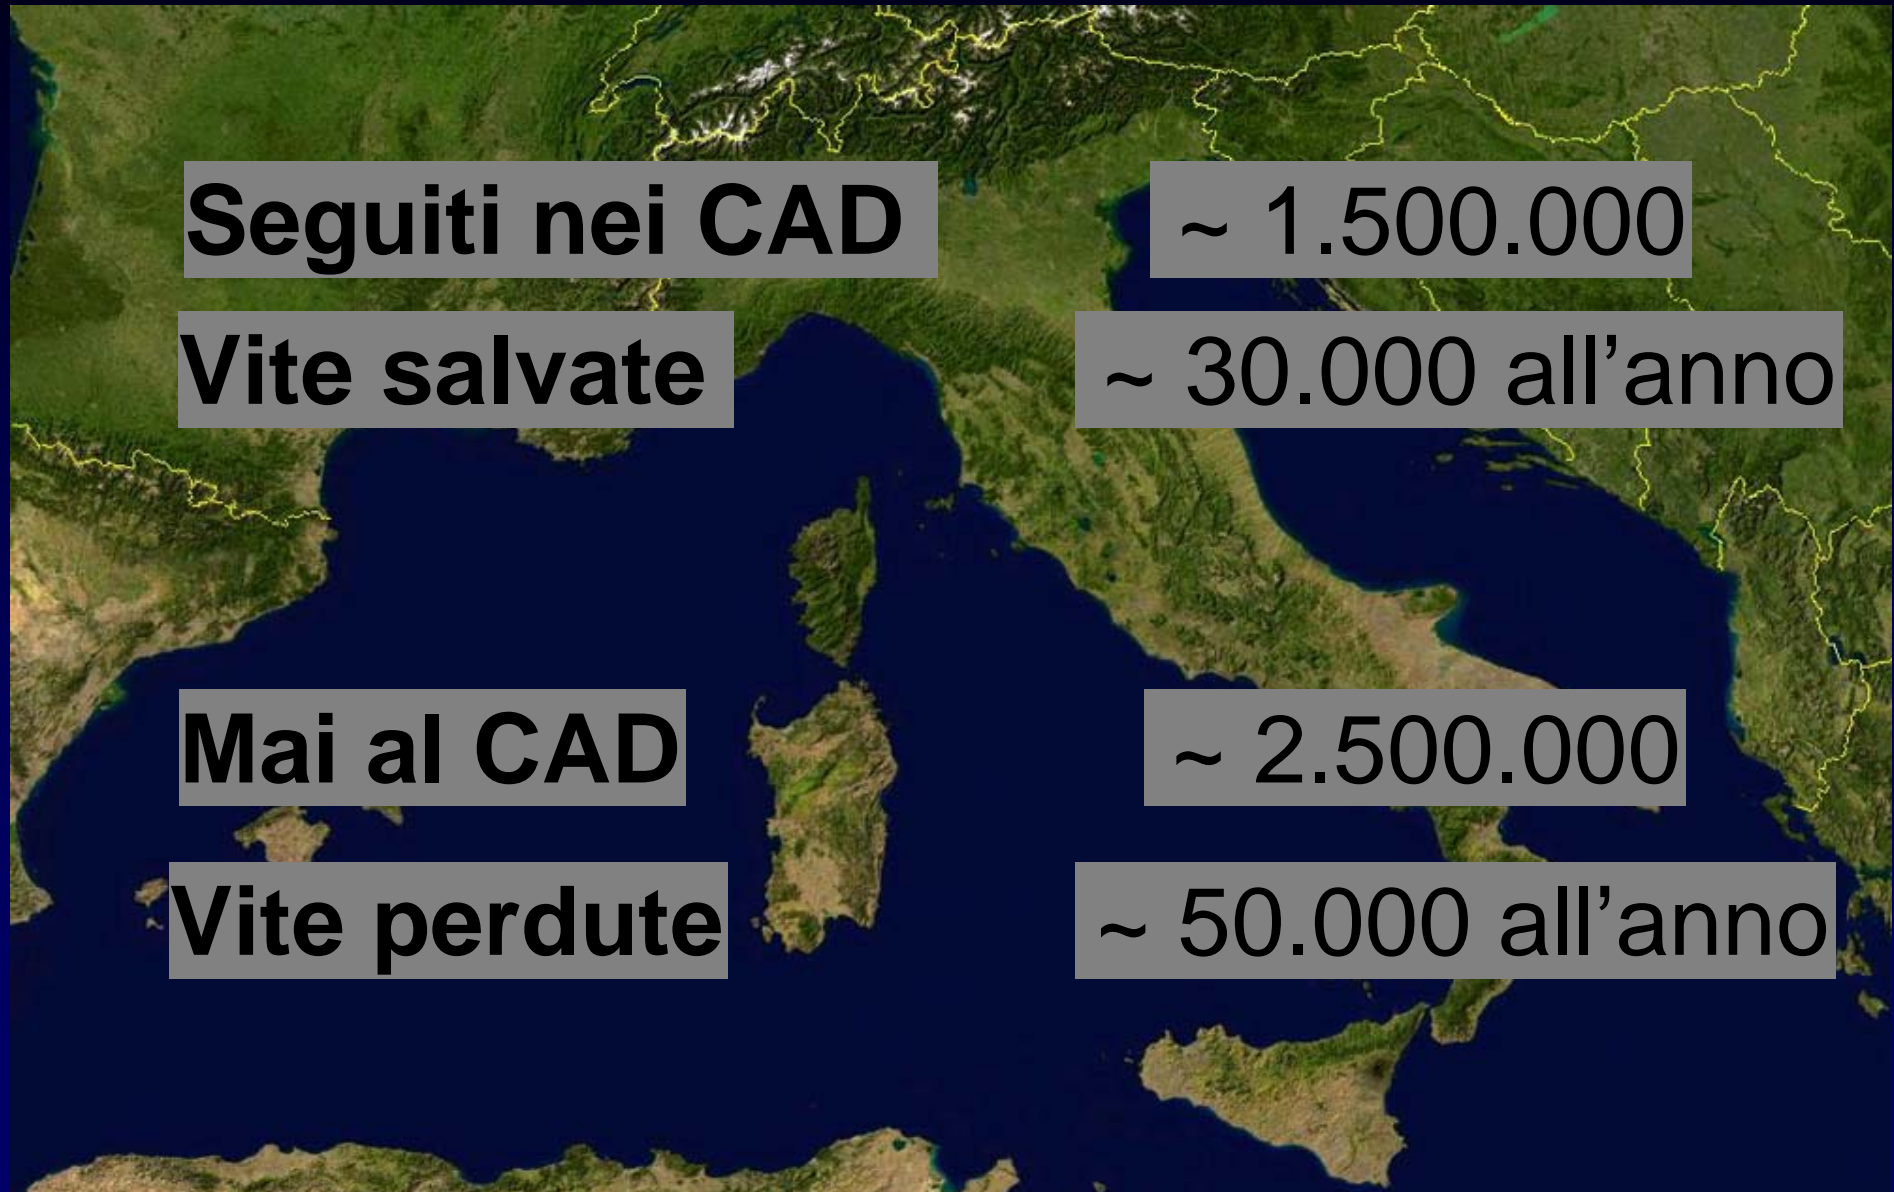 Seguiti nei CAD ~ 1.500.000
Vite salvate ~ 30.000 all’anno
Mai al CAD ~ 2.500.000
Vite perdute ~ 50.000 all’anno